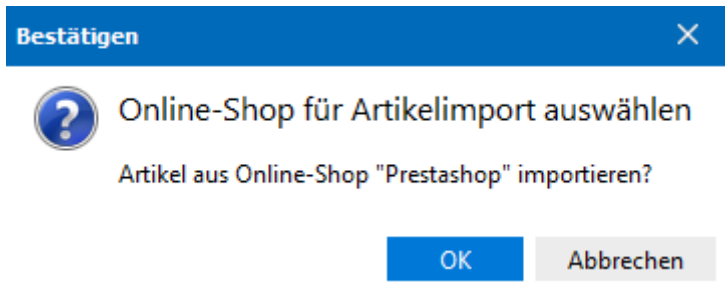 Bestätigen
Online-Shop für Artikelimport auswählen
Artikel aus Online-Shop "Prestashop" importieren?
OK Abbrechen